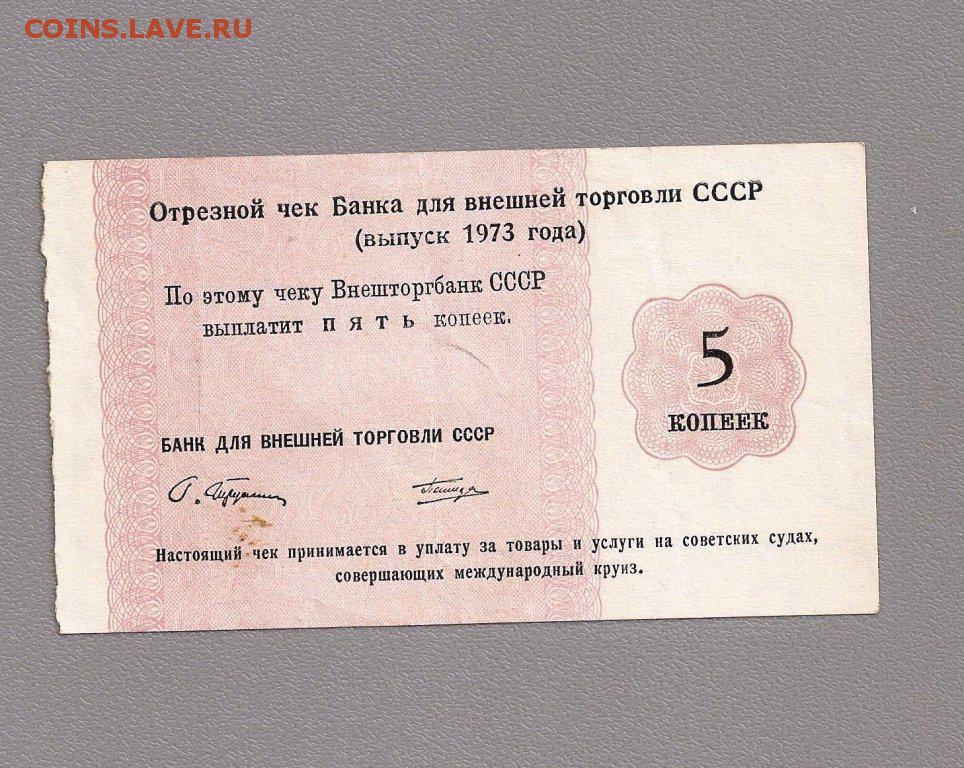 COINS.LAVE.RU
Отрезной чек Банка для внешней торговли СССР
(выпуск 1973 года)
По этому чеку Внешторгбанк СССР
выплатит пять копеек.
5
КОПЕЕК
БАНК ДЛЯ ВНЕШНЕЙ ТОРГОВЛИ СССР
Настоящий чек принимается в уплату за товары и услуги на советских судах,
совершающих международный круиз.